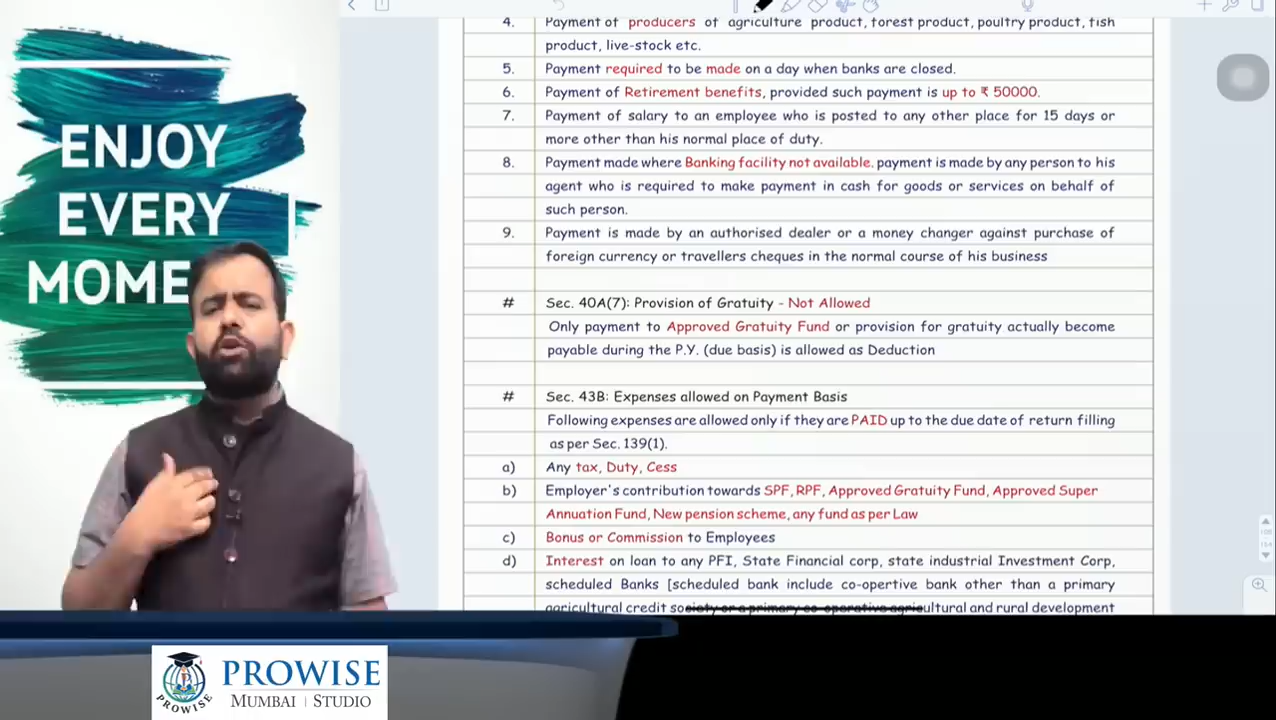 ENJOY
EVERY
MOME
4. Payment of producers of agriculture product, forest product, poultry product, fish
product, live-stock etc.
5. Payment required to be made on a day when banks are closed.
6. Payment of Retirement benefits, provided such payment is up to ₹ 50000.
7. Payment of salary to an employee who is posted to any other place for 15 days or
more other than his normal place of duty.
8. Payment made where Banking facility not available. payment is made by any person to his
agent who is required to make payment in cash for goods or services on behalf of
such person.
9. Payment is made by an authorised dealer or a money changer against purchase of
foreign currency or travellers cheques in the normal course of his business
# Sec. 40A(7): Provision of Gratuity - Not Allowed
Only payment to Approved Gratuity Fund or provision for gratuity actually become
payable during the P.Y. (due basis) is allowed as Deduction
# Sec. 43B: Expenses allowed on Payment Basis
Following expenses are allowed only if they are PAID up to the due date of return filling
as per Sec. 139(1).
a) Any tax, Duty, Cess
b) Employer's contribution towards SPF, RPF, Approved Gratuity Fund, Approved Super
Annuation Fund, New pension scheme, any fund as per Law
c) Bonus or Commission to Employees
d) Interest on loan to any PFI, State Financial corp, state industrial Investment Corp,
scheduled Banks [scheduled bank include co-opertive bank other than a primary
agricultural credit society or a primary co-operative agricultural and rural development
PROWISE
PROWISE
MUMBAI | STUDIO